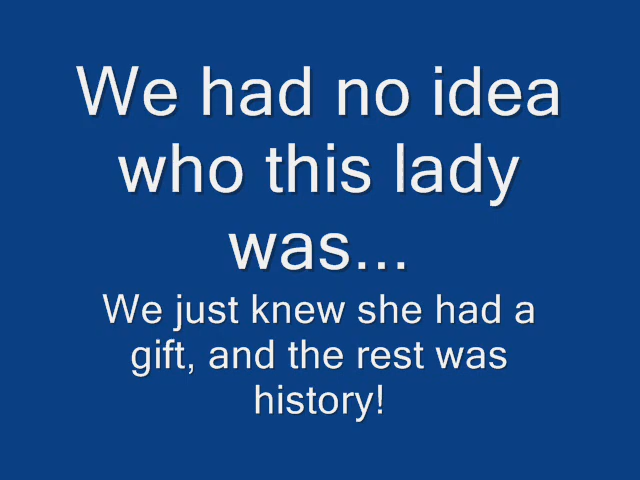 We had no idea
who this lady
was...
We just knew she had a
gift, and the rest was
history!